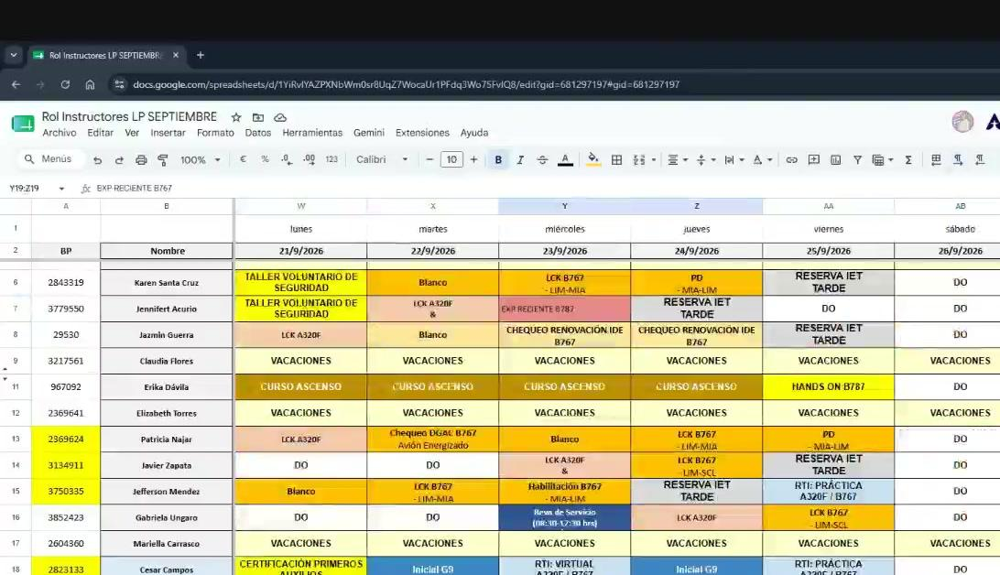 Rol Instructores LP SEPTIEMBRE
docs.google.com/spreadsheets/d/1YiRvIYAZPXNbWm0sr8UqZ7WocaUr1PFdq3Wo75FvIQ8/edit?gid=681297197#gid=681297197
Rol Instructores LP SEPTIEMBRE
Archivo Editar Ver Insertar Formato Datos Herramientas Gemini Extensiones Ayuda
Menús 100% € % .0 .00 123 Calibri − 10 + B I A Σ
Y19:Z19 fx EXP RECIENTE B767
A B W X Y Z AA AB
1 lunes martes miércoles jueves viernes sábado
2 BP Nombre 21/9/2026 22/9/2026 23/9/2026 24/9/2026 25/9/2026 26/9/2026
6 2843319 Karen Santa Cruz TALLER VOLUNTARIO DE SEGURIDAD Blanco LCK B767 - LIM-MIA PD - MIA-LIM RESERVA IET TARDE DO
7 3779550 Jennifert Acurio TALLER VOLUNTARIO DE SEGURIDAD LCK A320F & EXP RECIENTE B787 RESERVA IET TARDE DO DO
8 29530 Jazmin Guerra LCK A320F Blanco CHEQUEO RENOVACIÓN IDE B767 CHEQUEO RENOVACIÓN IDE B767 RESERVA IET TARDE DO
9 3217561 Claudia Flores VACACIONES VACACIONES VACACIONES VACACIONES VACACIONES VACACIONES
11 967092 Erika Dávila CURSO ASCENSO CURSO ASCENSO CURSO ASCENSO CURSO ASCENSO HANDS ON B787 DO
12 2369641 Elizabeth Torres VACACIONES VACACIONES VACACIONES VACACIONES VACACIONES VACACIONES
13 2369624 Patricia Najar LCK A320F Chequeo DGAC B767 Avión Energizado Blanco LCK B767 - LIM-MIA PD - MIA-LIM DO
14 3134911 Javier Zapata DO DO LCK A320F & LCK B767 - LIM-SCL RESERVA IET TARDE DO
15 3750335 Jefferson Mendez Blanco LCK B767 - LIM-MIA Habilitación B767 - MIA-LIM RESERVA IET TARDE RTI: PRÁCTICA A320F / B767 DO
16 3852423 Gabriela Ungaro DO DO Reva de Servicio (08:30-12:30 hrs) LCK A320F LCK B767 - LIM-SCL DO
17 2604360 Mariella Carrasco VACACIONES VACACIONES VACACIONES VACACIONES VACACIONES VACACIONES
18 2823133 Cesar Campos CERTIFICACIÓN PRIMEROS AUXILIOS Inicial G9 RTI: VIRTUAL A320F / B767 Inicial G9 RTI: PRÁCTICA A320F / B767 DO